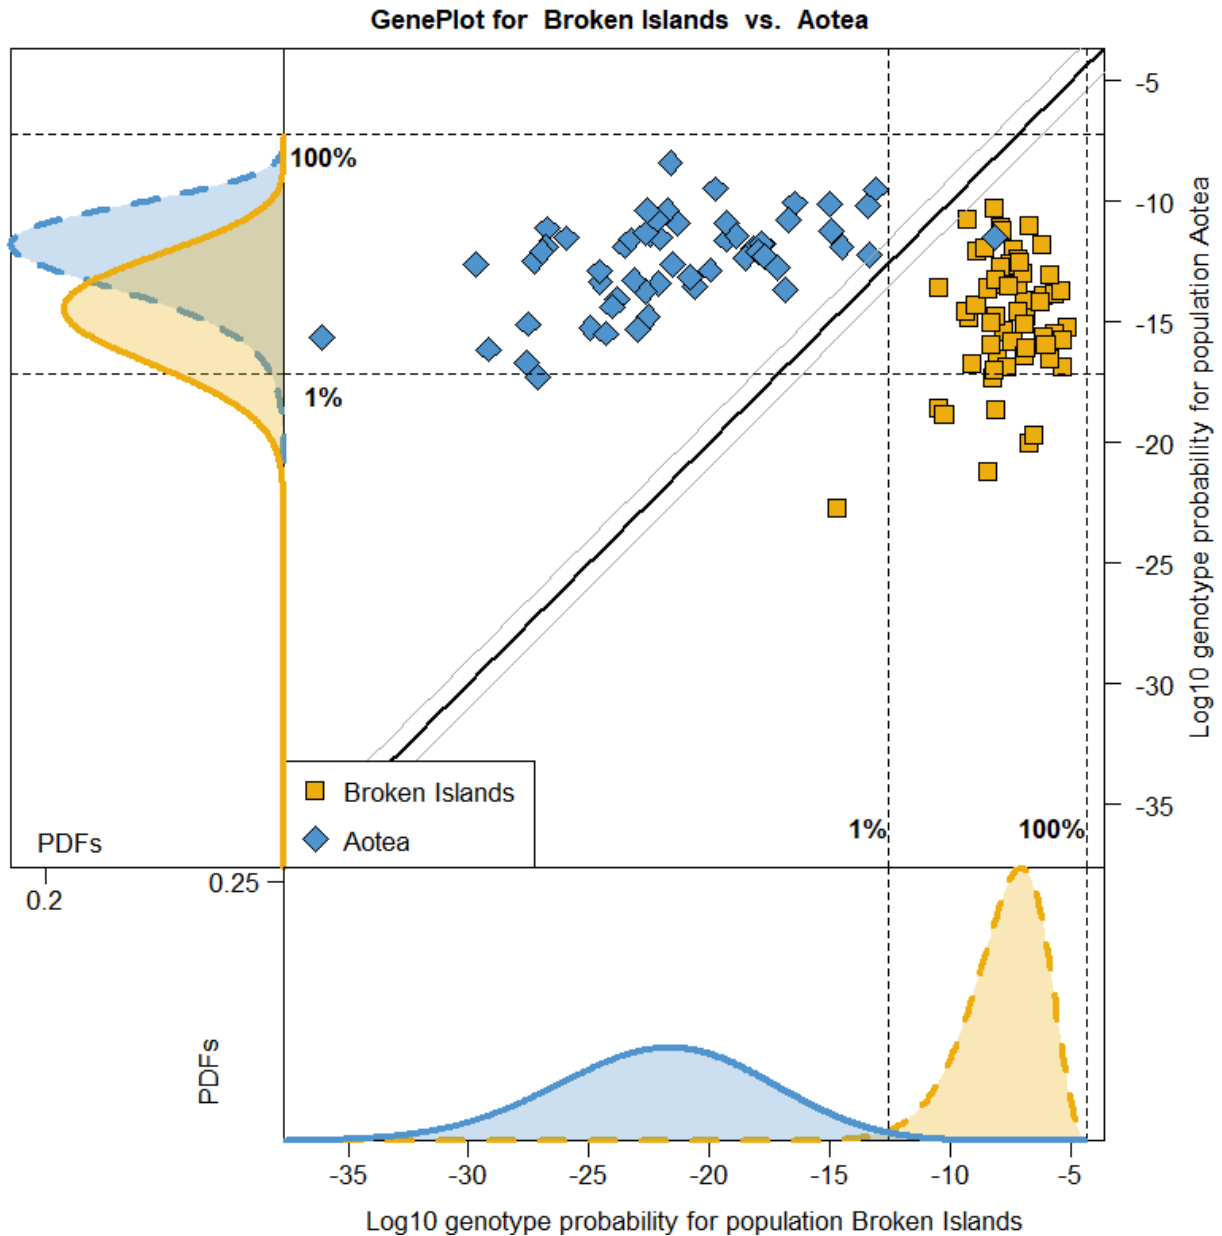 GenePlot for Broken Islands vs. Aotea
100%
1%
-5
-10
-15
-20
-25
-30
-35
Log10 genotype probability for population Aotea
Broken Islands
Aotea
1%
100%
PDFs
0.2
0.25
PDFs
-35
-30
-25
-20
-15
-10
-5
Log10 genotype probability for population Broken Islands